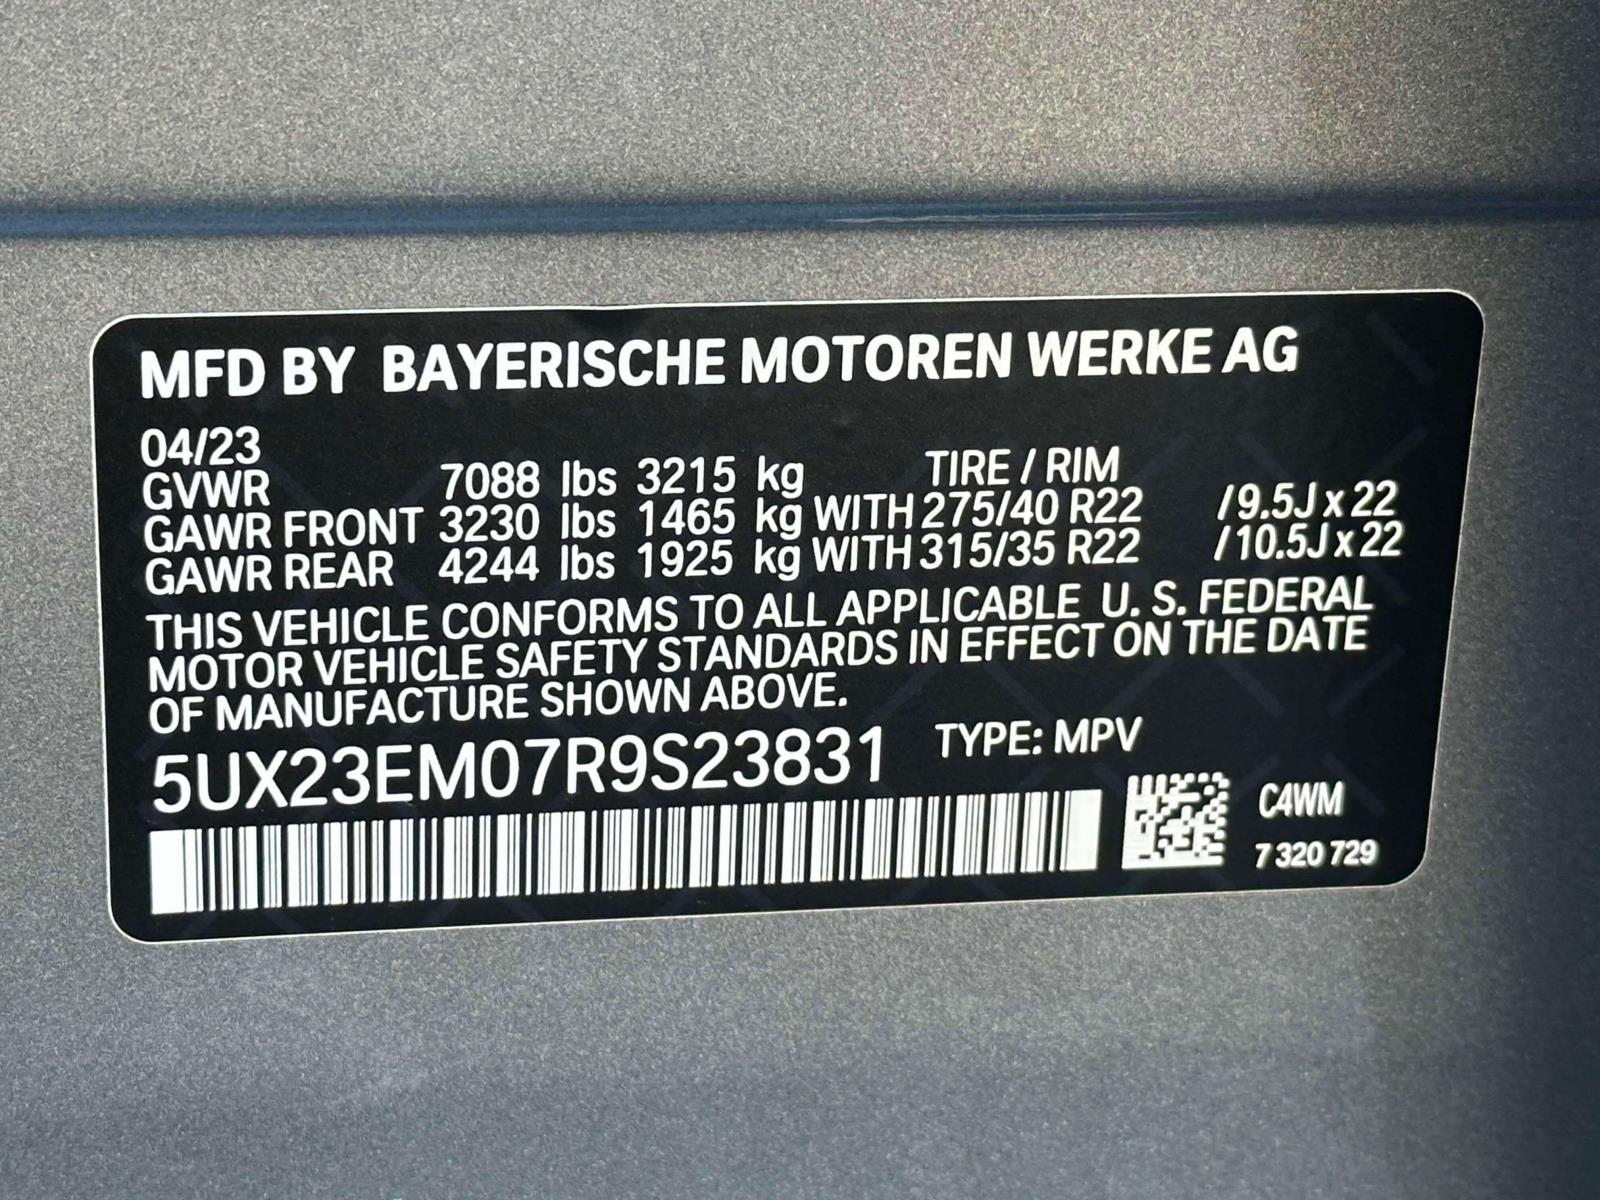 MFD BY BAYERISCHE MOTOREN WERKE AG
04/23
GVWR 7088 lbs 3215 kg TIRE / RIM
GAWR FRONT 3230 lbs 1465 kg WITH 275/40 R22 /9.5J x 22
GAWR REAR 4244 lbs 1925 kg WITH 315/35 R22 /10.5J x 22
THIS VEHICLE CONFORMS TO ALL APPLICABLE U. S. FEDERAL
MOTOR VEHICLE SAFETY STANDARDS IN EFFECT ON THE DATE
OF MANUFACTURE SHOWN ABOVE.
5UX23EM07R9S23831 TYPE: MPV
C4WM
7 320 729